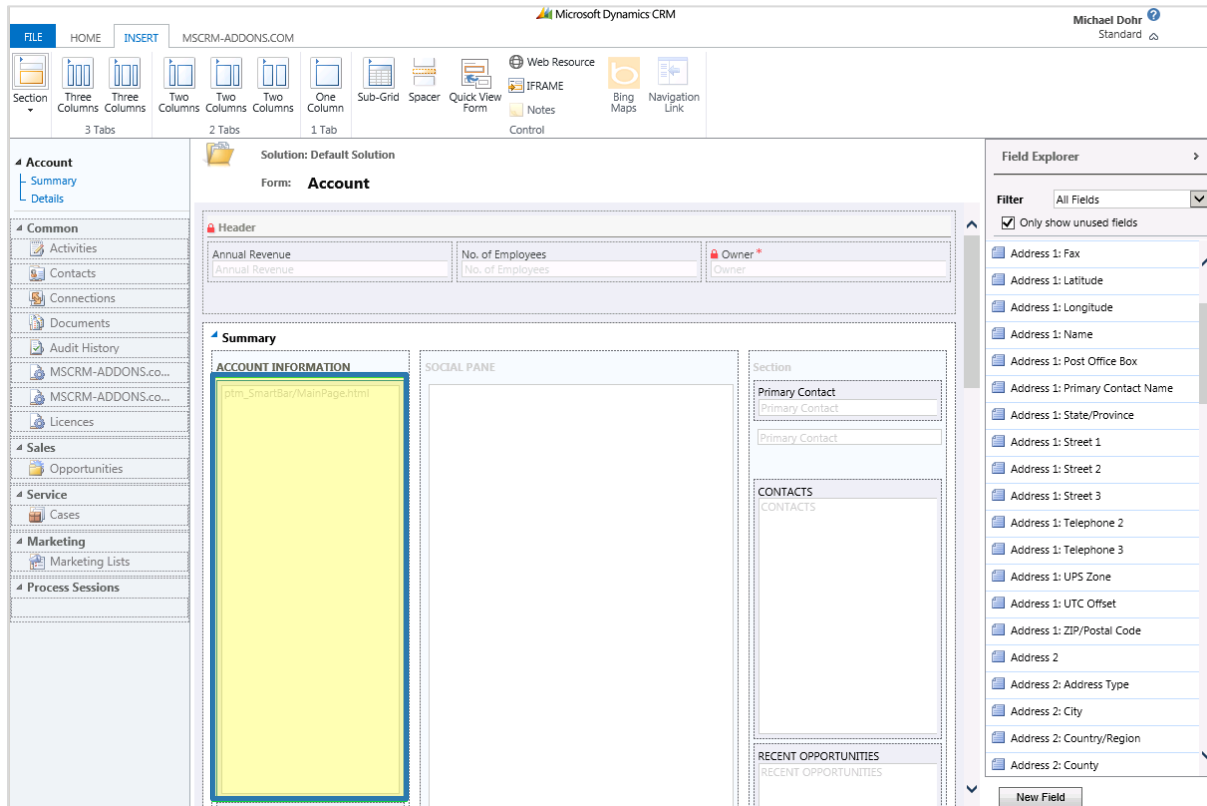 Microsoft Dynamics CRM
Michael Dohr
Standard
FILE HOME INSERT MSCRM-ADDONS.COM
Section
Three Columns
Three Columns
Two Columns
Two Columns
Two Columns
One Column
Sub-Grid
Spacer
Quick View Form
Web Resource
IFRAME
Notes
Bing Maps
Navigation Link
3 Tabs
2 Tabs
1 Tab
Control
Account
Summary
Details
Common
Activities
Contacts
Connections
Documents
Audit History
MSCRM-ADDONS.co...
MSCRM-ADDONS.co...
Licences
Sales
Opportunities
Service
Cases
Marketing
Marketing Lists
Process Sessions
Solution: Default Solution
Form: Account
Header
Annual Revenue
Annual Revenue
No. of Employees
No. of Employees
Owner *
Owner
Summary
ACCOUNT INFORMATION
ptm_SmartBar/MainPage.html
SOCIAL PANE
Section
Primary Contact
Primary Contact
Primary Contact
CONTACTS
CONTACTS
RECENT OPPORTUNITIES
RECENT OPPORTUNITIES
Field Explorer
Filter All Fields
Only show unused fields
Address 1: Fax
Address 1: Latitude
Address 1: Longitude
Address 1: Name
Address 1: Post Office Box
Address 1: Primary Contact Name
Address 1: State/Province
Address 1: Street 1
Address 1: Street 2
Address 1: Street 3
Address 1: Telephone 2
Address 1: Telephone 3
Address 1: UPS Zone
Address 1: UTC Offset
Address 1: ZIP/Postal Code
Address 2
Address 2: Address Type
Address 2: City
Address 2: Country/Region
Address 2: County
New Field